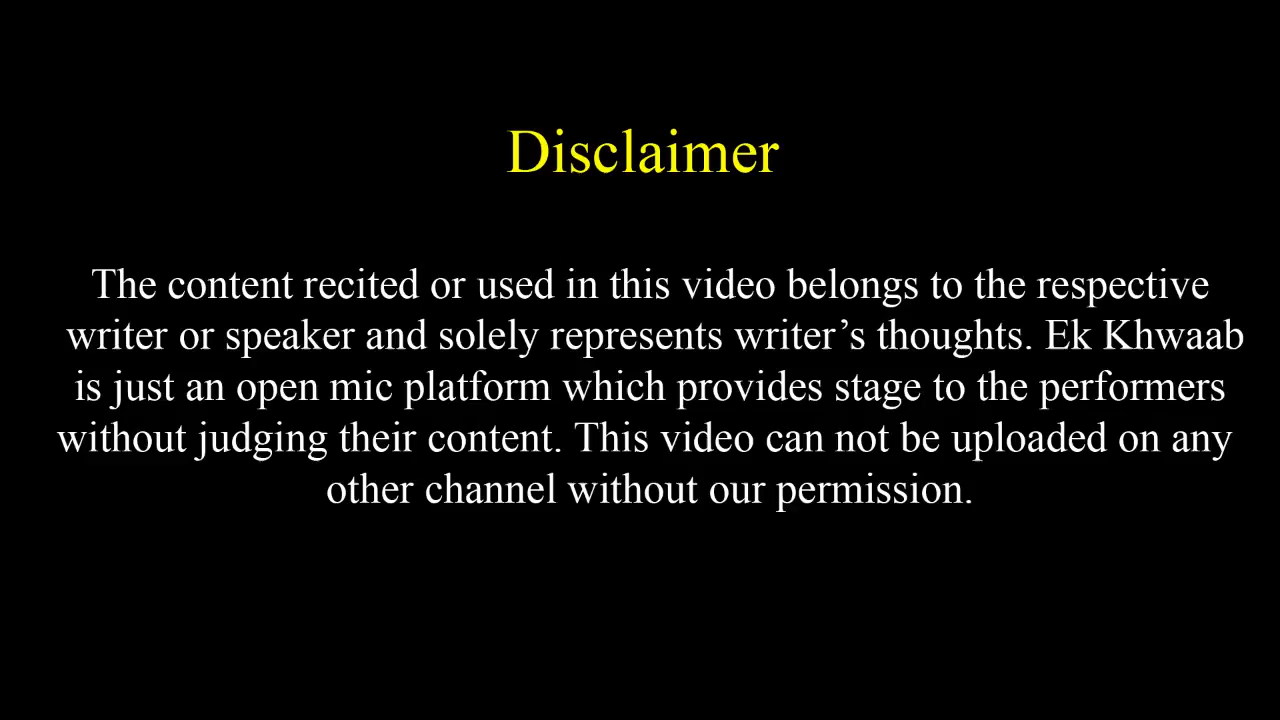 Disclaimer
The content recited or used in this video belongs to the respective
writer or speaker and solely represents writer’s thoughts. Ek Khwaab
is just an open mic platform which provides stage to the performers
without judging their content. This video can not be uploaded on any
other channel without our permission.